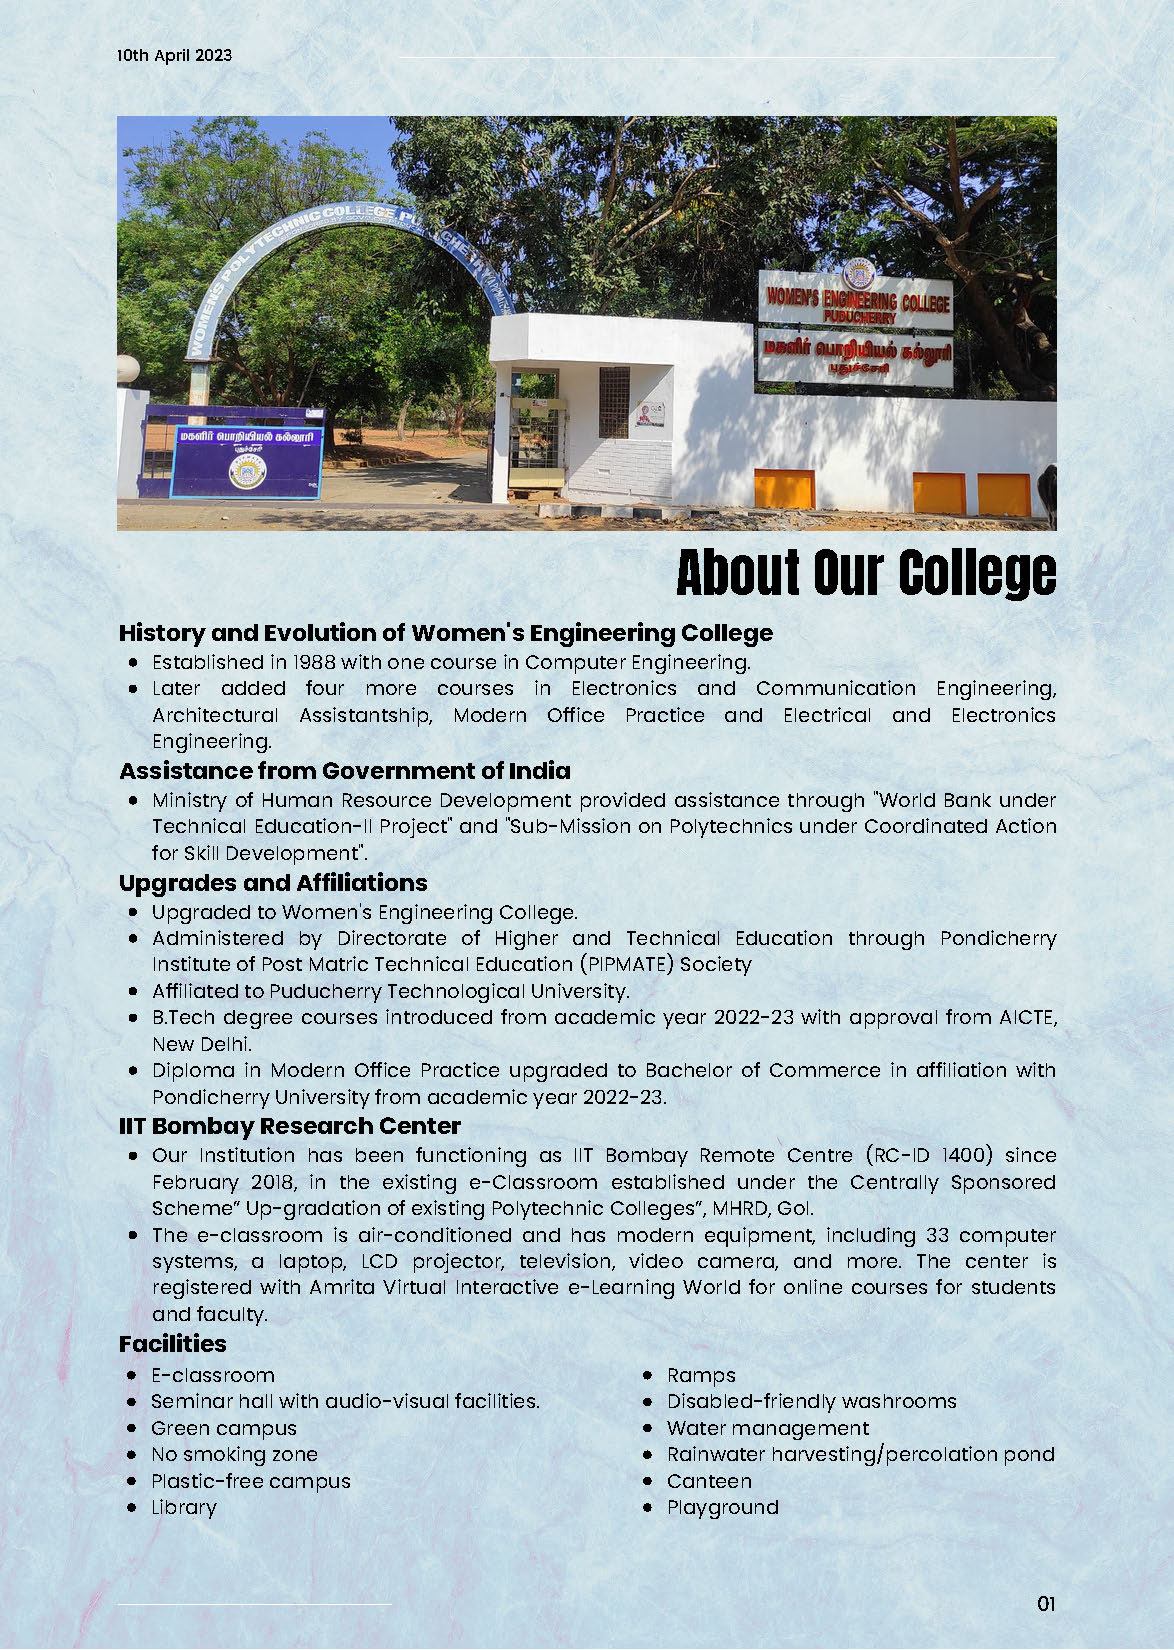 10th April 2023
WOMEN'S POLYTECHNIC COLLEGE, PUDUCHERRY
WOMEN'S ENGINEERING COLLEGE
PUDUCHERRY
மகளிர் பொறியியல் கல்லூரி
புதுச்சேரி
மகளிர் பொறியியல் கல்லூரி
புதுச்சேரி
About Our College
History and Evolution of Women's Engineering College
• Established in 1988 with one course in Computer Engineering.
• Later added four more courses in Electronics and Communication Engineering,
Architectural Assistantship, Modern Office Practice and Electrical and Electronics
Engineering.
Assistance from Government of India
• Ministry of Human Resource Development provided assistance through "World Bank under
Technical Education-II Project" and "Sub-Mission on Polytechnics under Coordinated Action
for Skill Development".
Upgrades and Affiliations
• Upgraded to Women's Engineering College.
• Administered by Directorate of Higher and Technical Education through Pondicherry
Institute of Post Matric Technical Education (PIPMATE) Society
• Affiliated to Puducherry Technological University.
• B.Tech degree courses introduced from academic year 2022-23 with approval from AICTE,
New Delhi.
• Diploma in Modern Office Practice upgraded to Bachelor of Commerce in affiliation with
Pondicherry University from academic year 2022-23.
IIT Bombay Research Center
• Our Institution has been functioning as IIT Bombay Remote Centre (RC-ID 1400) since
February 2018, in the existing e-Classroom established under the Centrally Sponsored
Scheme” Up-gradation of existing Polytechnic Colleges”, MHRD, GoI.
• The e-classroom is air-conditioned and has modern equipment, including 33 computer
systems, a laptop, LCD projector, television, video camera, and more. The center is
registered with Amrita Virtual Interactive e-Learning World for online courses for students
and faculty.
Facilities
• E-classroom
• Seminar hall with audio-visual facilities.
• Green campus
• No smoking zone
• Plastic-free campus
• Library
• Ramps
• Disabled-friendly washrooms
• Water management
• Rainwater harvesting/percolation pond
• Canteen
• Playground
01